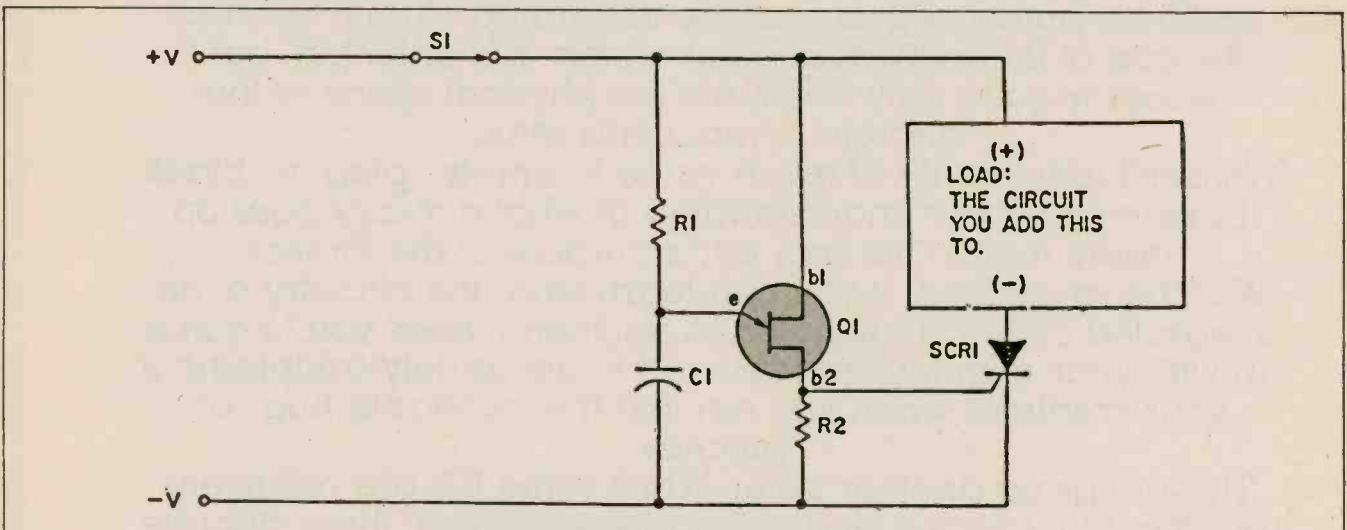 +V
S1
R1
b1
e
Q1
C1
b2
R2
(+)
LOAD:
THE CIRCUIT
YOU ADD THIS
TO.
(-)
SCR1
-V